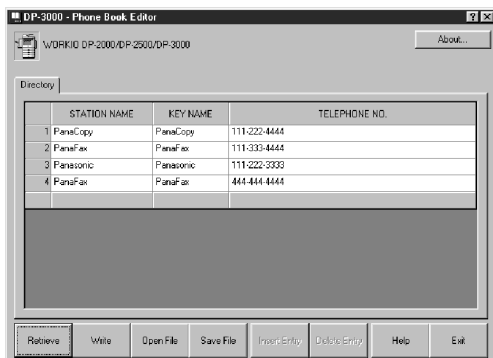 DP-3000 - Phone Book Editor
WORKIO DP-2000/DP-2500/DP-3000
About...
Directory
STATION NAME KEY NAME TELEPHONE NO.
1 PanaCopy PanaCopy 111-222-4444
2 PanaFax PanaFax 111-333-4444
3 Panasonic Panasonic 111-222-3333
4 PanaFax PanaFax 444-444-4444
Retrieve Write Open File Save File Insert Entry Delete Entry Help Exit